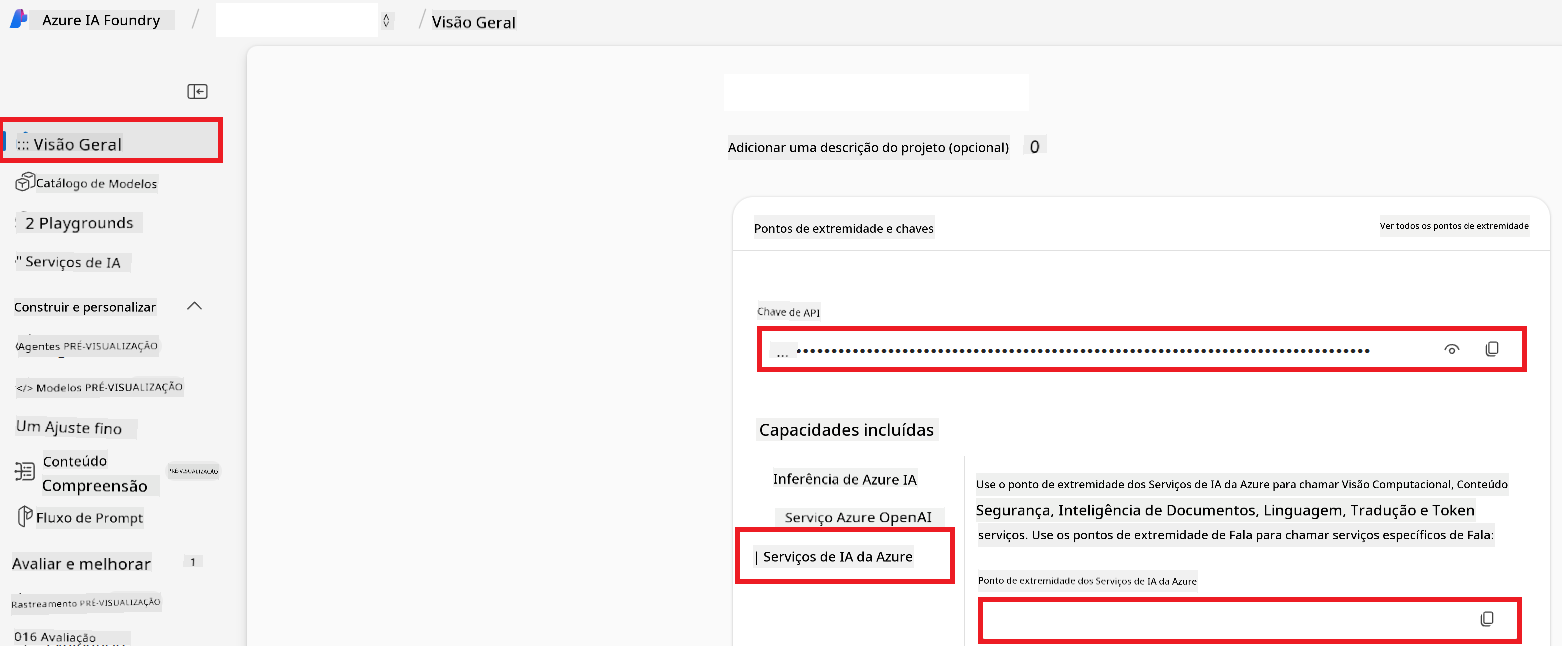 Azure IA Foundry / / Visão Geral
Visão Geral
Catálogo de Modelos
2 Playgrounds
" Serviços de IA
Construir e personalizar
Agentes PRÉ-VISUALIZAÇÃO
</> Modelos PRÉ-VISUALIZAÇÃO
Um Ajuste fino
Conteúdo
Compreensão
PRÉ-VISUALIZAÇÃO
Fluxo de Prompt
Avaliar e melhorar 1
Rastreamento PRÉ-VISUALIZAÇÃO
016 Avaliação
Adicionar uma descrição do projeto (opcional) 0
Pontos de extremidade e chaves
Ver todos os pontos de extremidade
Chave de API
...
Capacidades incluídas
Inferência de Azure IA
Serviço Azure OpenAI
| Serviços de IA da Azure
Use o ponto de extremidade dos Serviços de IA da Azure para chamar Visão Computacional, Conteúdo
Segurança, Inteligência de Documentos, Linguagem, Tradução e Token
serviços. Use os pontos de extremidade de Fala para chamar serviços específicos de Fala:
Ponto de extremidade dos Serviços de IA da Azure